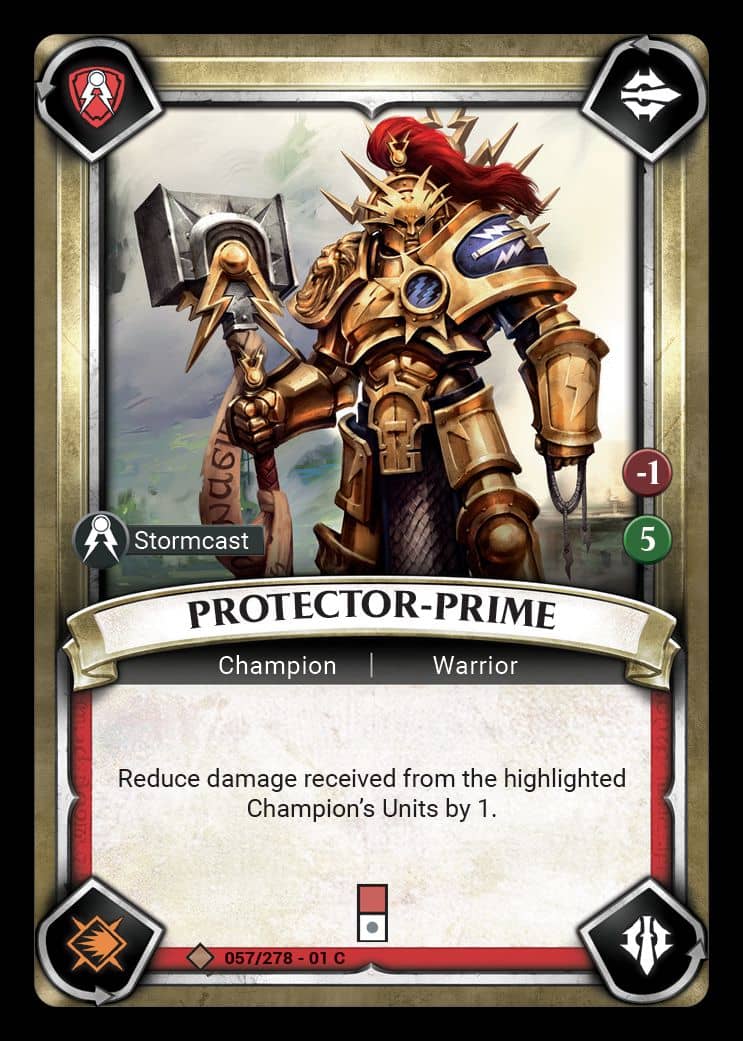 -1
Stormcast
5
PROTECTOR-PRIME
Champion | Warrior
Reduce damage received from the highlighted
Champion's Units by 1.
057/278 - 01 C